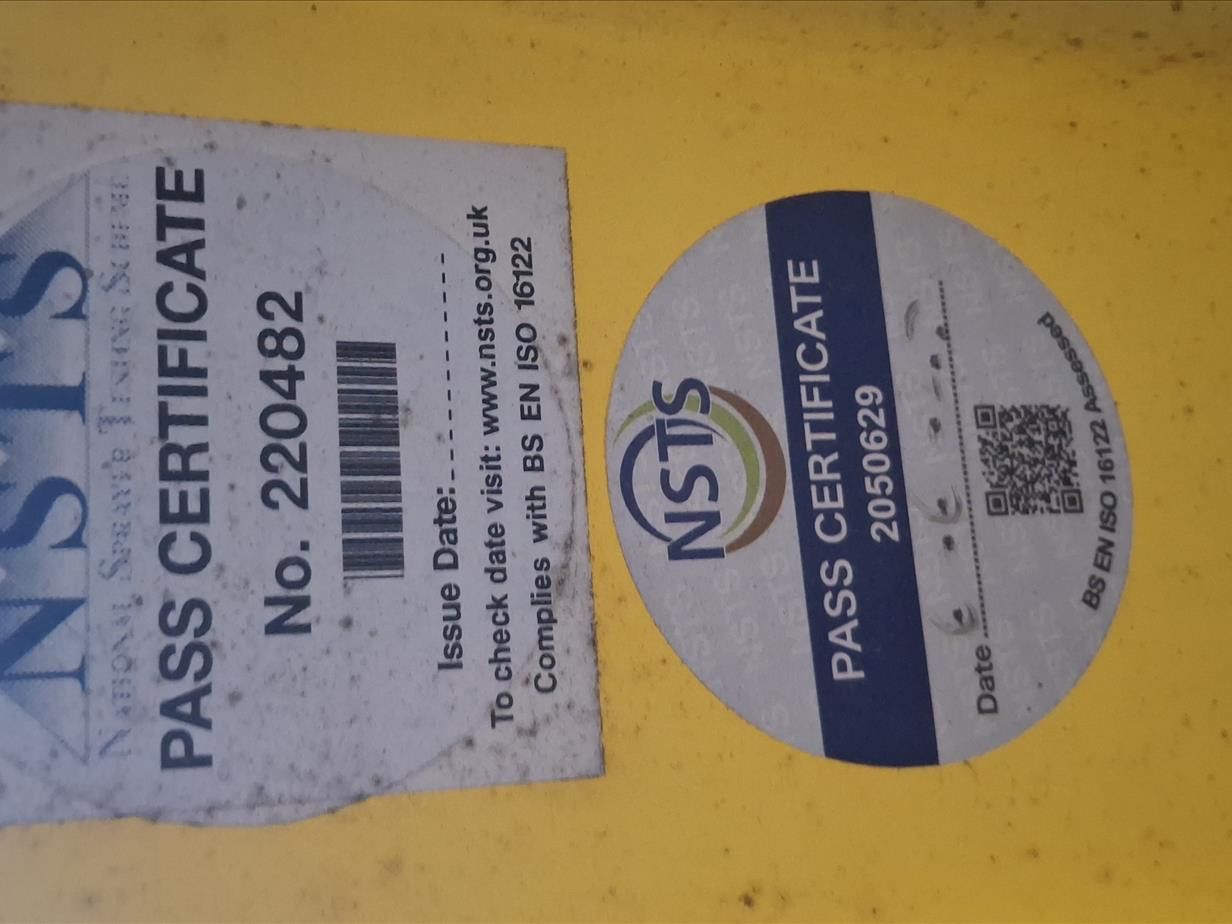 NSTS
NATIONAL SPRAYER TESTING SCHEME
PASS CERTIFICATE
No. 220482
Issue Date:
To check date visit: www.nsts.org.uk
Complies with BS EN ISO 16122
NSTS
PASS CERTIFICATE
2050629
Date
BS EN ISO 16122 Assessed